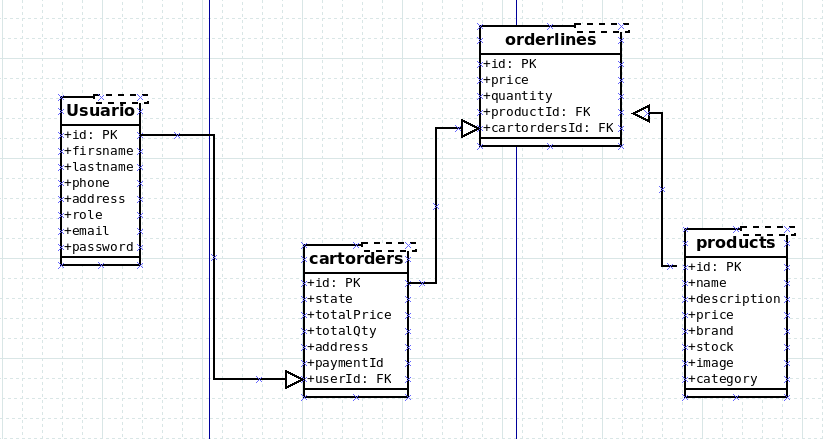 Usuario
+id: PK
+firsname
+lastname
+phone
+address
+role
+email
+password
cartorders
+id: PK
+state
+totalPrice
+totalQty
+address
+paymentId
+userId: FK
orderlines
+id: PK
+price
+quantity
+productId: FK
+cartordersId: FK
products
+id: PK
+name
+description
+price
+brand
+stock
+image
+category